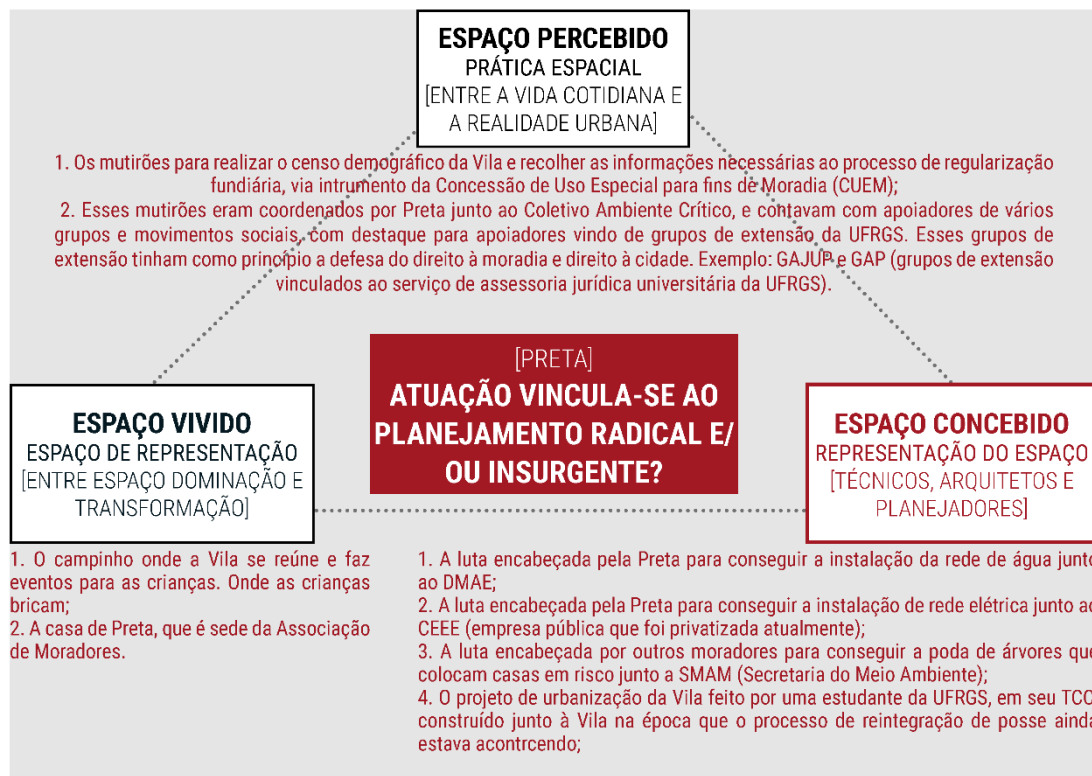 ESPAÇO PERCEBIDO
PRÁTICA ESPACIAL
[ENTRE A VIDA COTIDIANA E
A REALIDADE URBANA]
1. Os mutirões para realizar o censo demográfico da Vila e recolher as informações necessárias ao processo de regularização
fundiária, via intrumento da Concessão de Uso Especial para fins de Moradia (CUEM);
2. Esses mutirões eram coordenados por Preta junto ao Coletivo Ambiente Crítico, e contavam com apoiadores de vários
grupos e movimentos sociais, com destaque para apoiadores vindo de grupos de extensão da UFRGS. Esses grupos de
extensão tinham como princípio a defesa do direito à moradia e direito à cidade. Exemplo: GAJUP e GAP (grupos de extensão
vinculados ao serviço de assessoria jurídica universitária da UFRGS).
[PRETA]
ATUAÇÃO VINCULA-SE AO
PLANEJAMENTO RADICAL E/
OU INSURGENTE?
ESPAÇO VIVIDO
ESPAÇO DE REPRESENTAÇÃO
[ENTRE ESPAÇO DOMINAÇÃO E
TRANSFORMAÇÃO]
ESPAÇO CONCEBIDO
REPRESENTAÇÃO DO ESPAÇO
[TÉCNICOS, ARQUITETOS E
PLANEJADORES]
1. O campinho onde a Vila se reúne e faz
eventos para as crianças. Onde as crianças
bricam;
2. A casa de Preta, que é sede da Associação
de Moradores.
1. A luta encabeçada pela Preta para conseguir a instalação da rede de água junto
ao DMAE;
2. A luta encabeçada pela Preta para conseguir a instalação de rede elétrica junto ao
CEEE (empresa pública que foi privatizada atualmente);
3. A luta encabeçada por outros moradores para conseguir a poda de árvores que
colocam casas em risco junto a SMAM (Secretaria do Meio Ambiente);
4. O projeto de urbanização da Vila feito por uma estudante da UFRGS, em seu TCC,
construído junto à Vila na época que o processo de reintegração de posse ainda
estava acontrcendo;